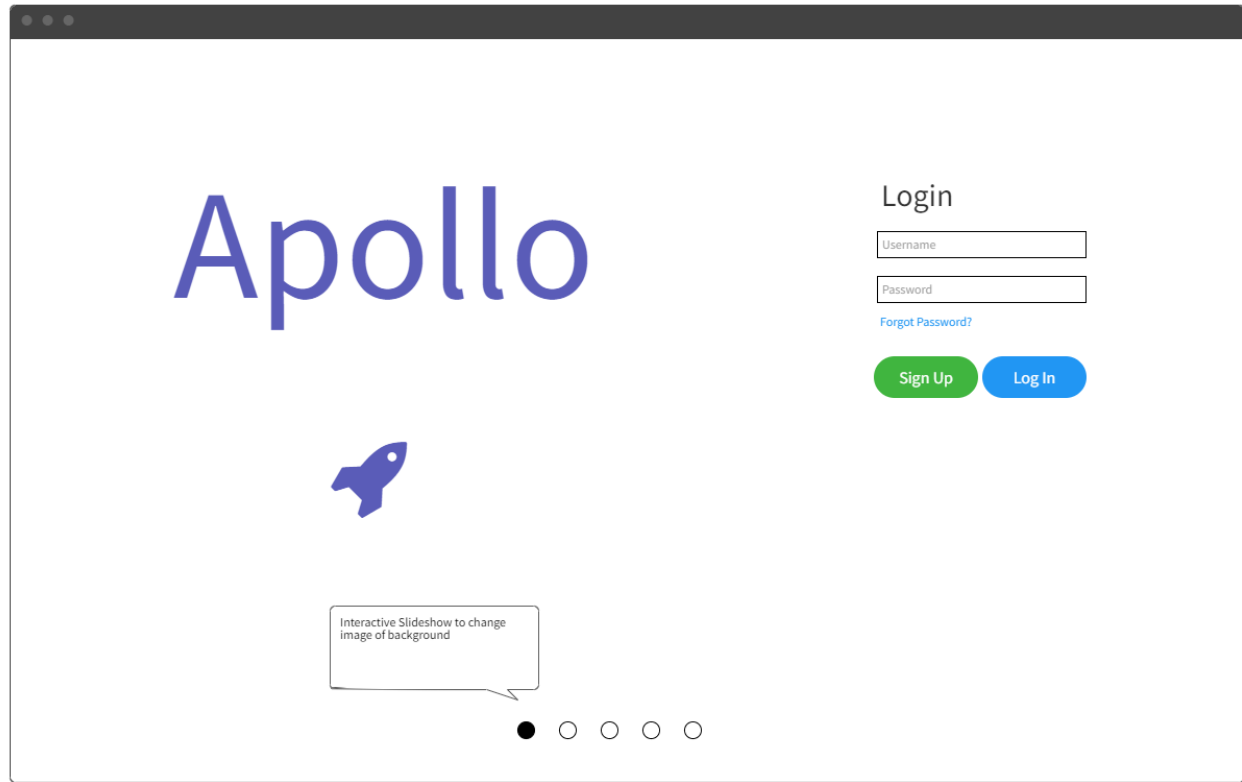 Apollo
Login
Username
Password
Forgot Password?
Sign Up
Log In
Interactive Slideshow to change
image of background